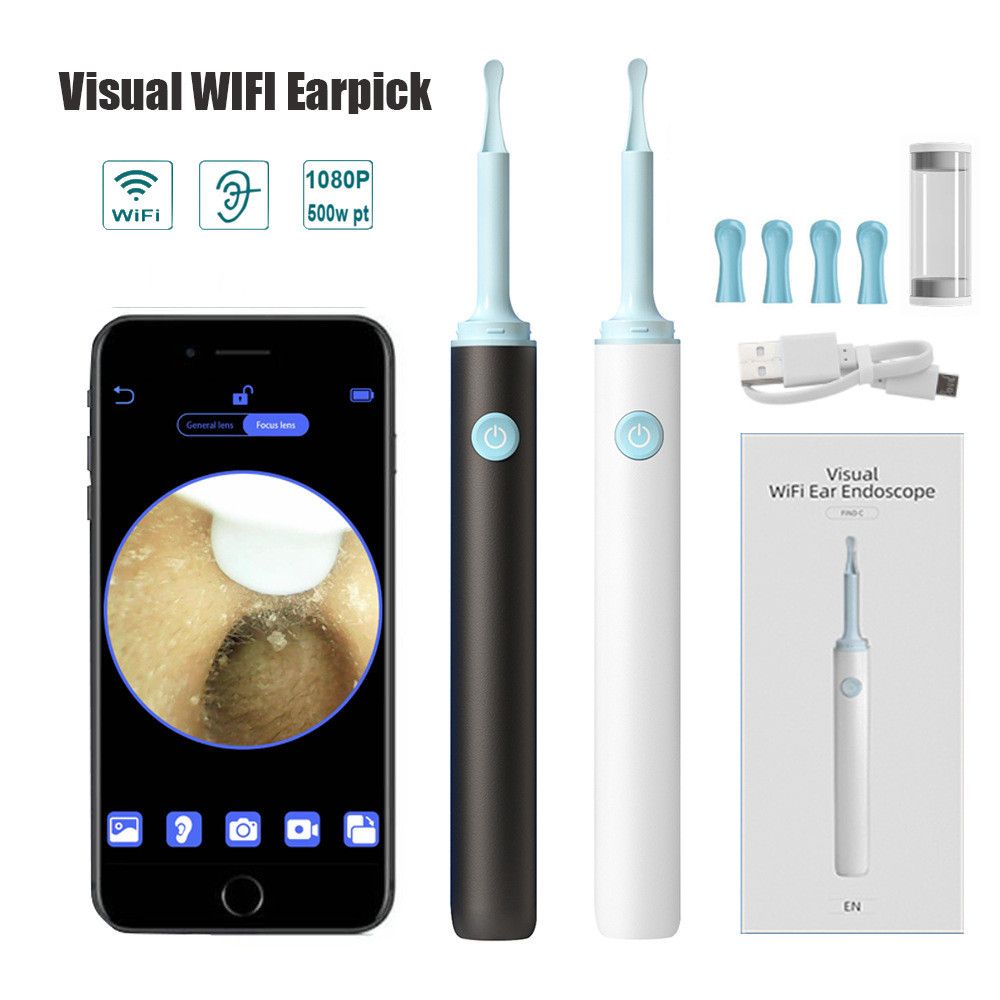 Visual WIFI Earpick
WiFi
1080P
500w pt
General lens
Focus lens
Visual
WiFi Ear Endoscope
FIND-C
EN